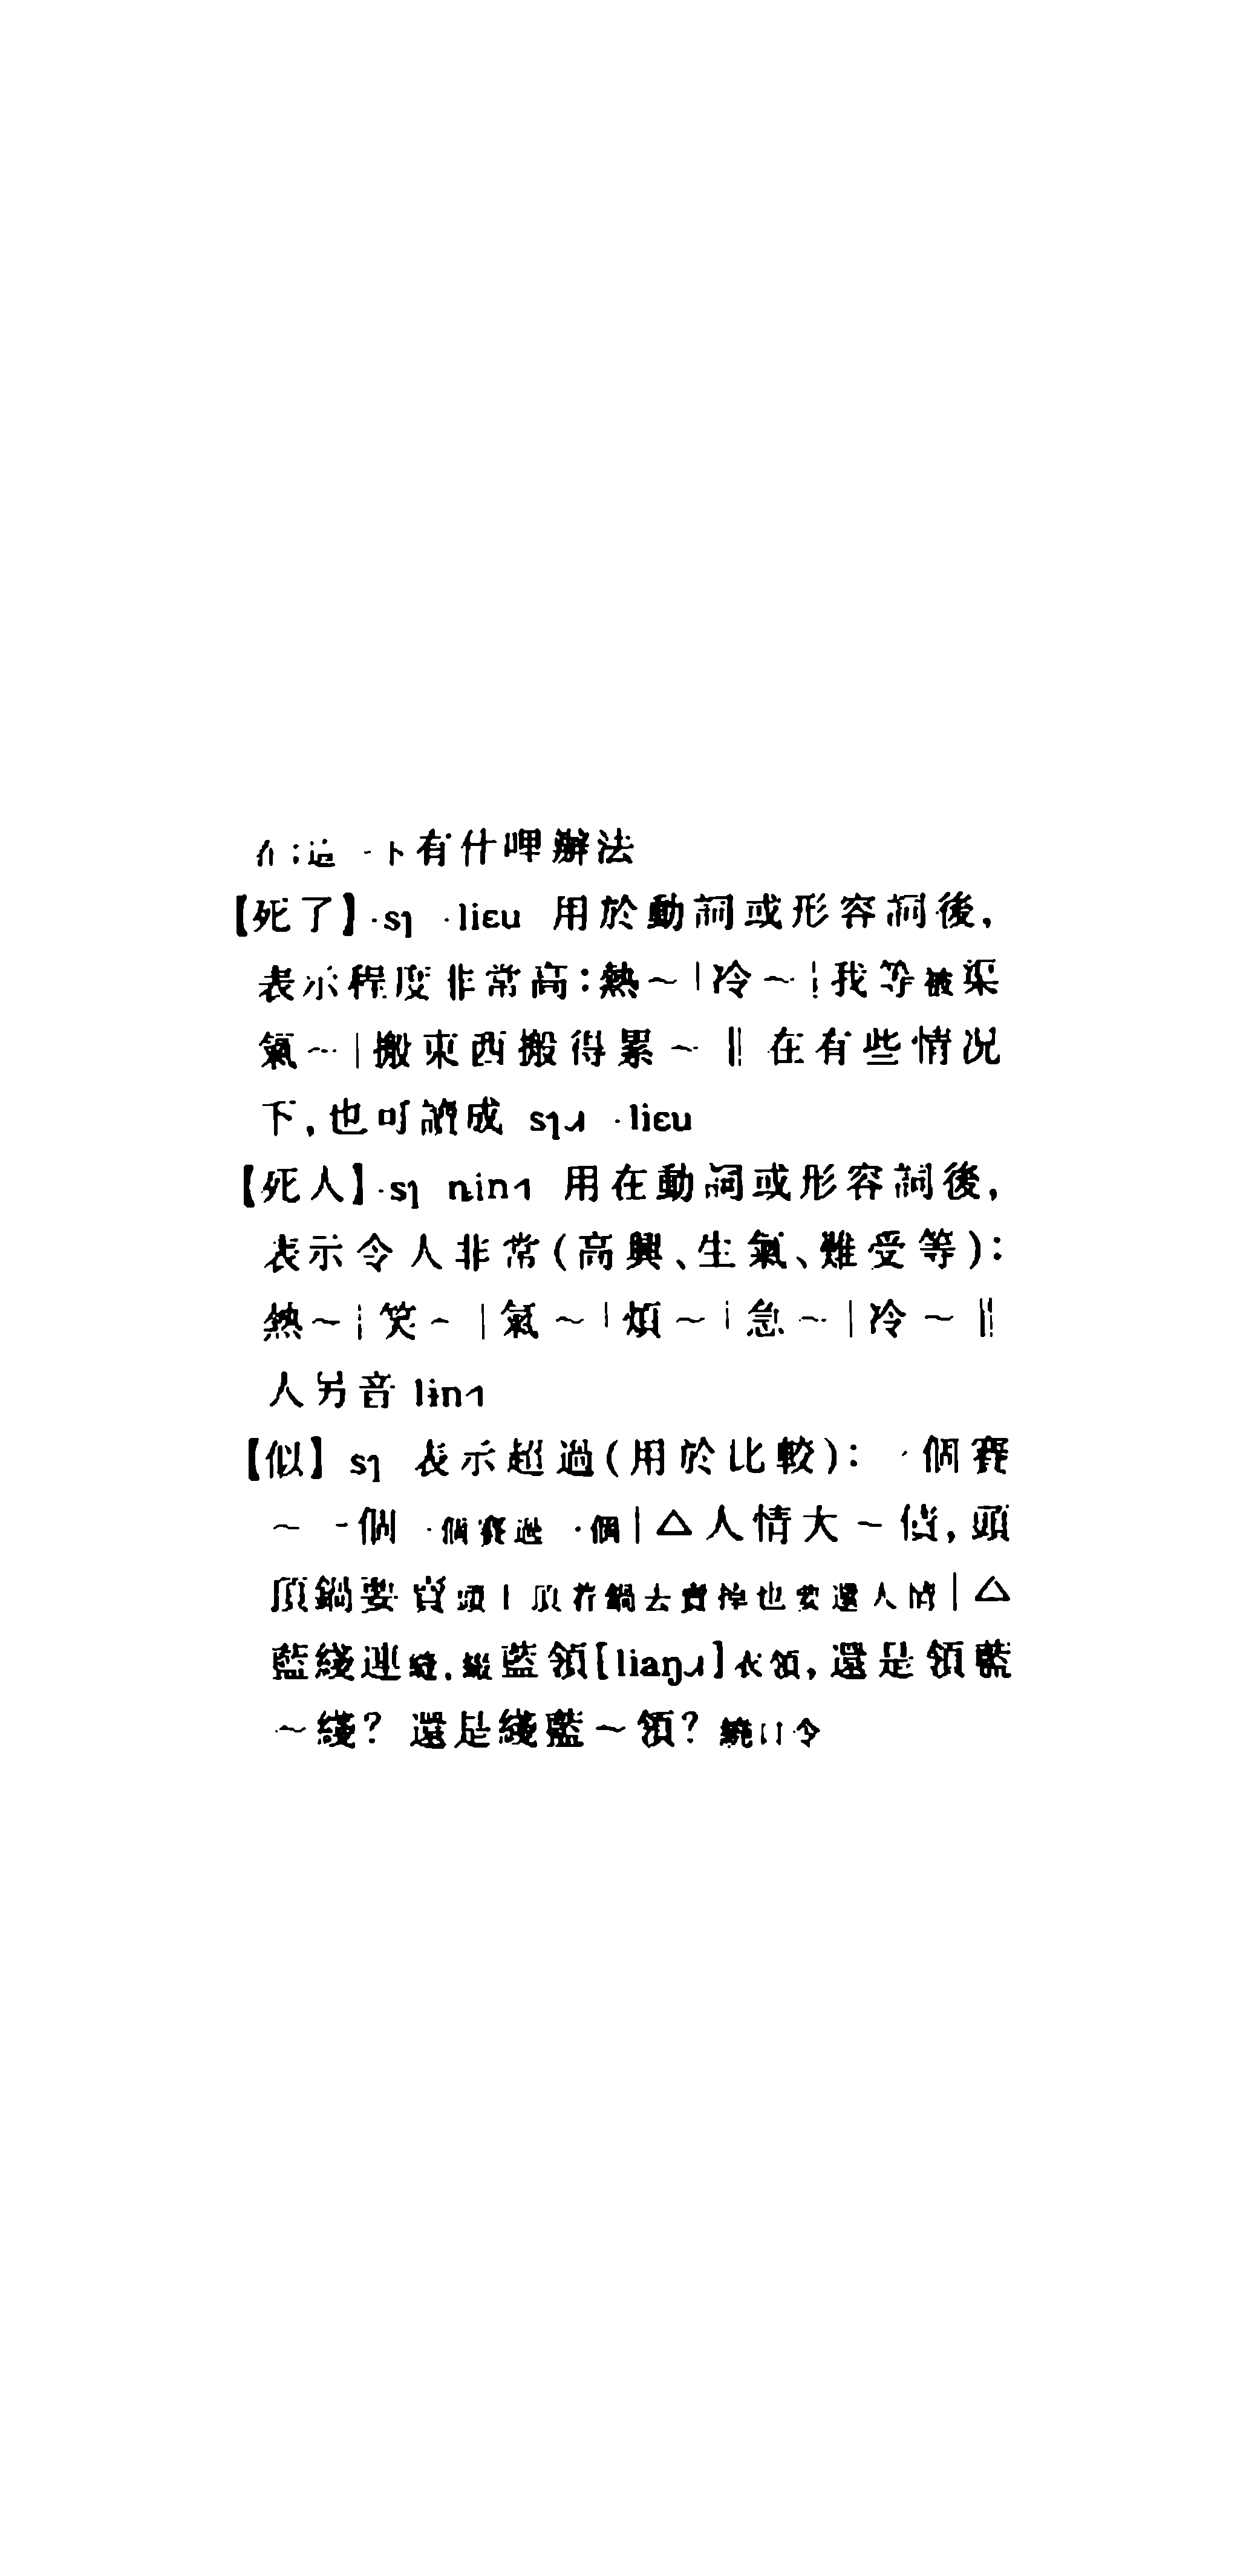 在這一下有什哩辦法
【死了】·sɿ ·liɛu 用於動詞或形容詞後,
表示程度非常高:熱～|冷～|我等被渠
氣～|搬東西搬得累～‖在有些情况
下,也可讀成 sɿ˩ ·liɛu
【死人】·sɿ ȵin˧ 用在動詞或形容詞後,
表示令人非常(高興、生氣、難受等):
熱～|笑～|氣～|煩～|急～|冷～‖
人另音 lin˧
【似】sɿ 表示超過(用於比較):一個賽
～一個 一個賽過一個|△人情大～債,頭
頂鍋要賣頭上頂着鍋去賣掉也要還人情|△
藍綫連縫,綴藍領[liaŋ˩]衣領,還是領藍
～綫? 還是綫藍～領? 繞口令